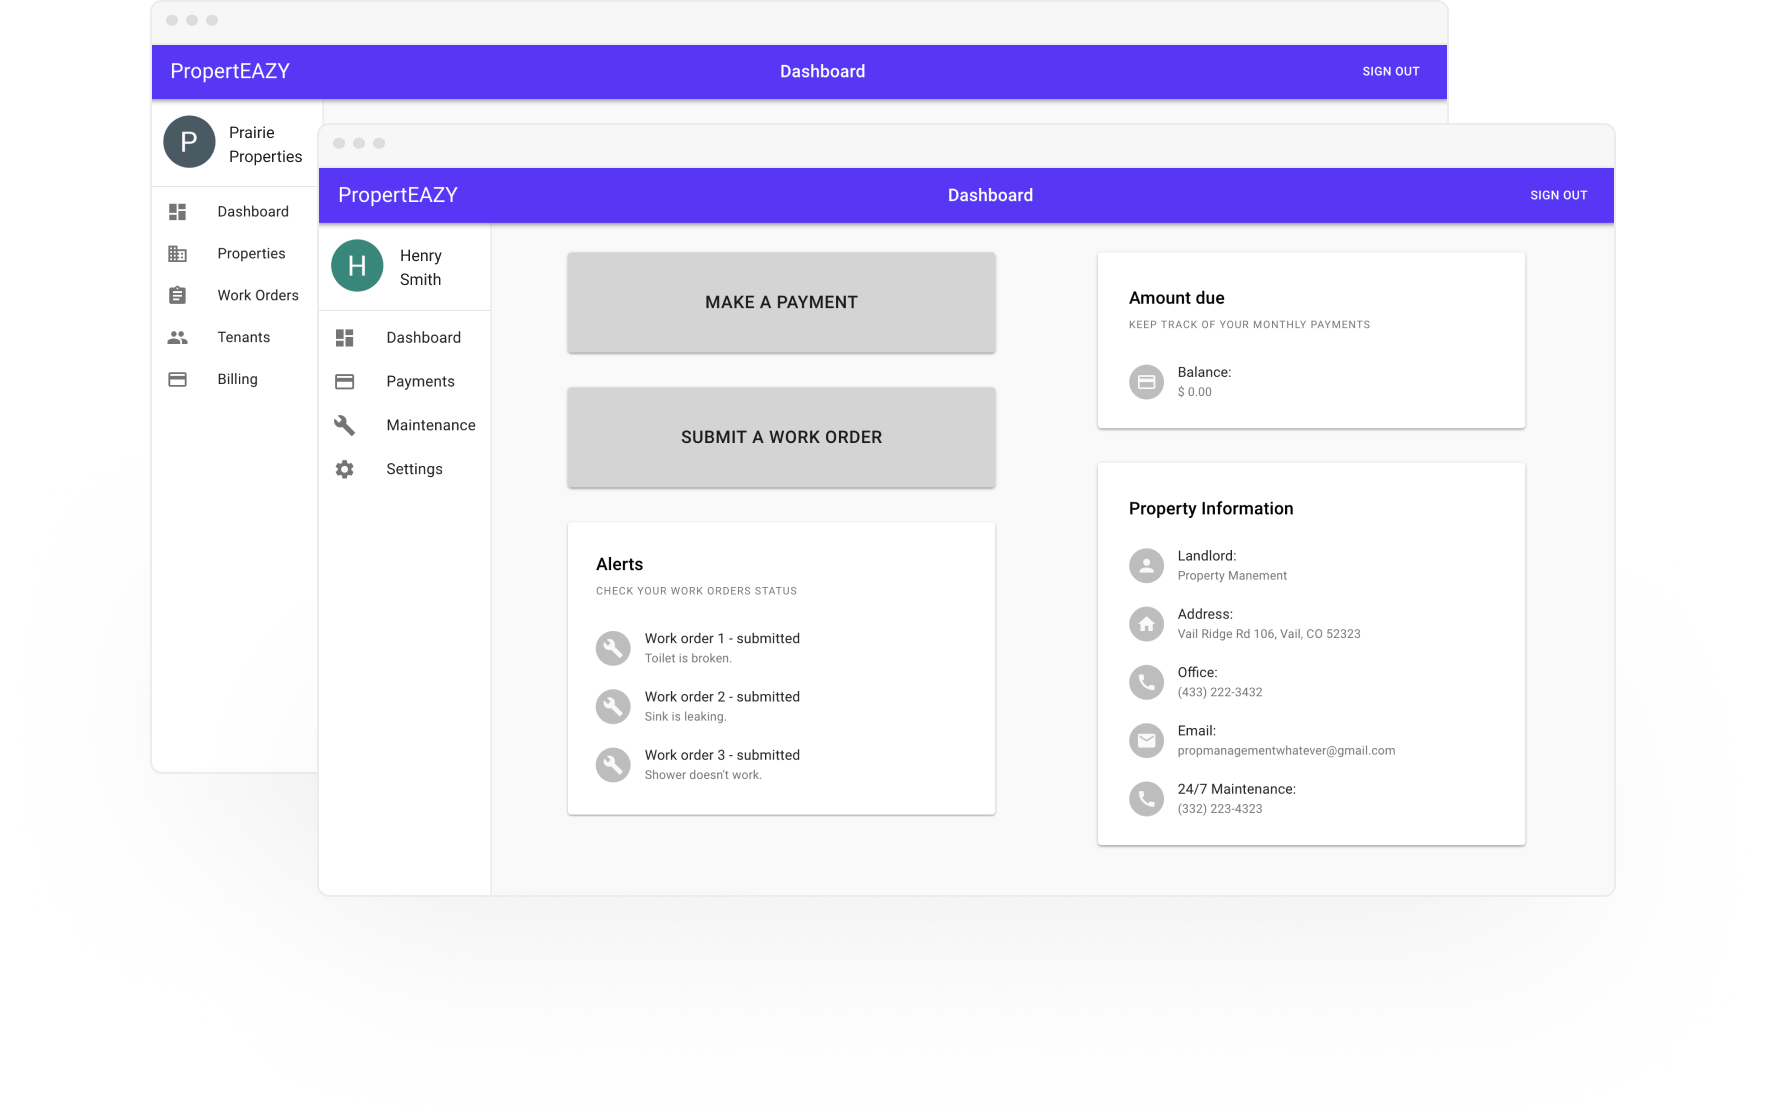 PropertEAZY
Dashboard
SIGN OUT
P
Prairie
Properties
Dashboard
Properties
Work Orders
Tenants
Billing
PropertEAZY
Dashboard
SIGN OUT
H
Henry
Smith
Dashboard
Payments
Maintenance
Settings
MAKE A PAYMENT
SUBMIT A WORK ORDER
Alerts
CHECK YOUR WORK ORDERS STATUS
Work order 1 - submitted
Toilet is broken.
Work order 2 - submitted
Sink is leaking.
Work order 3 - submitted
Shower doesn't work.
Amount due
KEEP TRACK OF YOUR MONTHLY PAYMENTS
Balance:
$ 0.00
Property Information
Landlord:
Property Manement
Address:
Vail Ridge Rd 106, Vail, CO 52323
Office:
(433) 222-3432
Email:
propmanagementwhatever@gmail.com
24/7 Maintenance:
(332) 223-4323